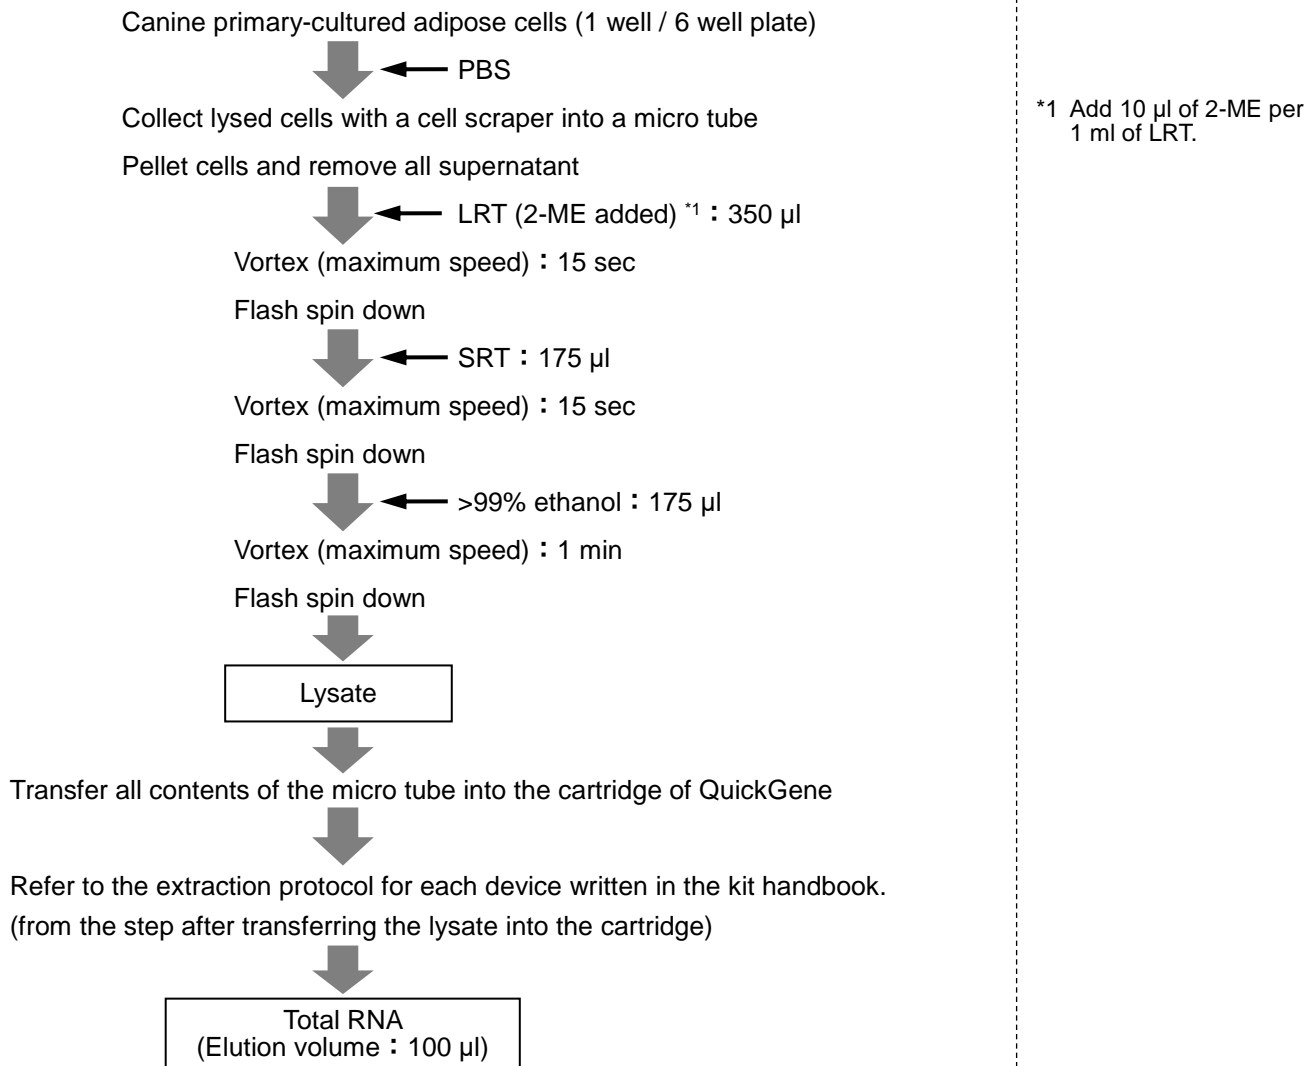 Canine primary-cultured adipose cells (1 well / 6 well plate)
PBS
Collect lysed cells with a cell scraper into a micro tube
*1 Add 10 µl of 2-ME per
1 ml of LRT.
Pellet cells and remove all supernatant
LRT (2-ME added) *1：350 µl
Vortex (maximum speed)：15 sec
Flash spin down
SRT：175 µl
Vortex (maximum speed)：15 sec
Flash spin down
>99% ethanol：175 µl
Vortex (maximum speed)：1 min
Flash spin down
Lysate
Transfer all contents of the micro tube into the cartridge of QuickGene
Refer to the extraction protocol for each device written in the kit handbook.
(from the step after transferring the lysate into the cartridge)
Total RNA
(Elution volume：100 µl)